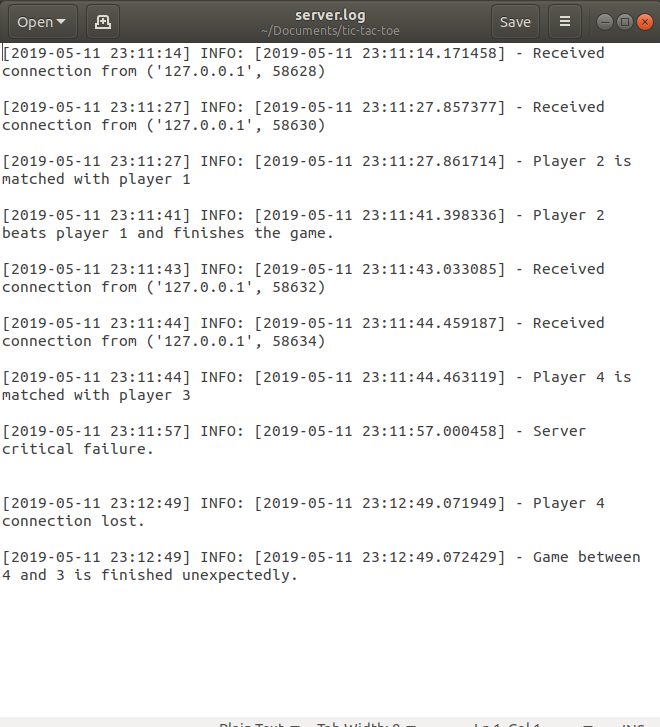 Open
server.log
~/Documents/tic-tac-toe
Save
[2019-05-11 23:11:14] INFO: [2019-05-11 23:11:14.171458] - Received
connection from ('127.0.0.1', 58628)
[2019-05-11 23:11:27] INFO: [2019-05-11 23:11:27.857377] - Received
connection from ('127.0.0.1', 58630)
[2019-05-11 23:11:27] INFO: [2019-05-11 23:11:27.861714] - Player 2 is
matched with player 1
[2019-05-11 23:11:41] INFO: [2019-05-11 23:11:41.398336] - Player 2
beats player 1 and finishes the game.
[2019-05-11 23:11:43] INFO: [2019-05-11 23:11:43.033085] - Received
connection from ('127.0.0.1', 58632)
[2019-05-11 23:11:44] INFO: [2019-05-11 23:11:44.459187] - Received
connection from ('127.0.0.1', 58634)
[2019-05-11 23:11:44] INFO: [2019-05-11 23:11:44.463119] - Player 4 is
matched with player 3
[2019-05-11 23:11:57] INFO: [2019-05-11 23:11:57.000458] - Server
critical failure.
[2019-05-11 23:12:49] INFO: [2019-05-11 23:12:49.071949] - Player 4
connection lost.
[2019-05-11 23:12:49] INFO: [2019-05-11 23:12:49.072429] - Game between
4 and 3 is finished unexpectedly.
Plain Text Tab Width: 8 Ln 1, Col 1 INS